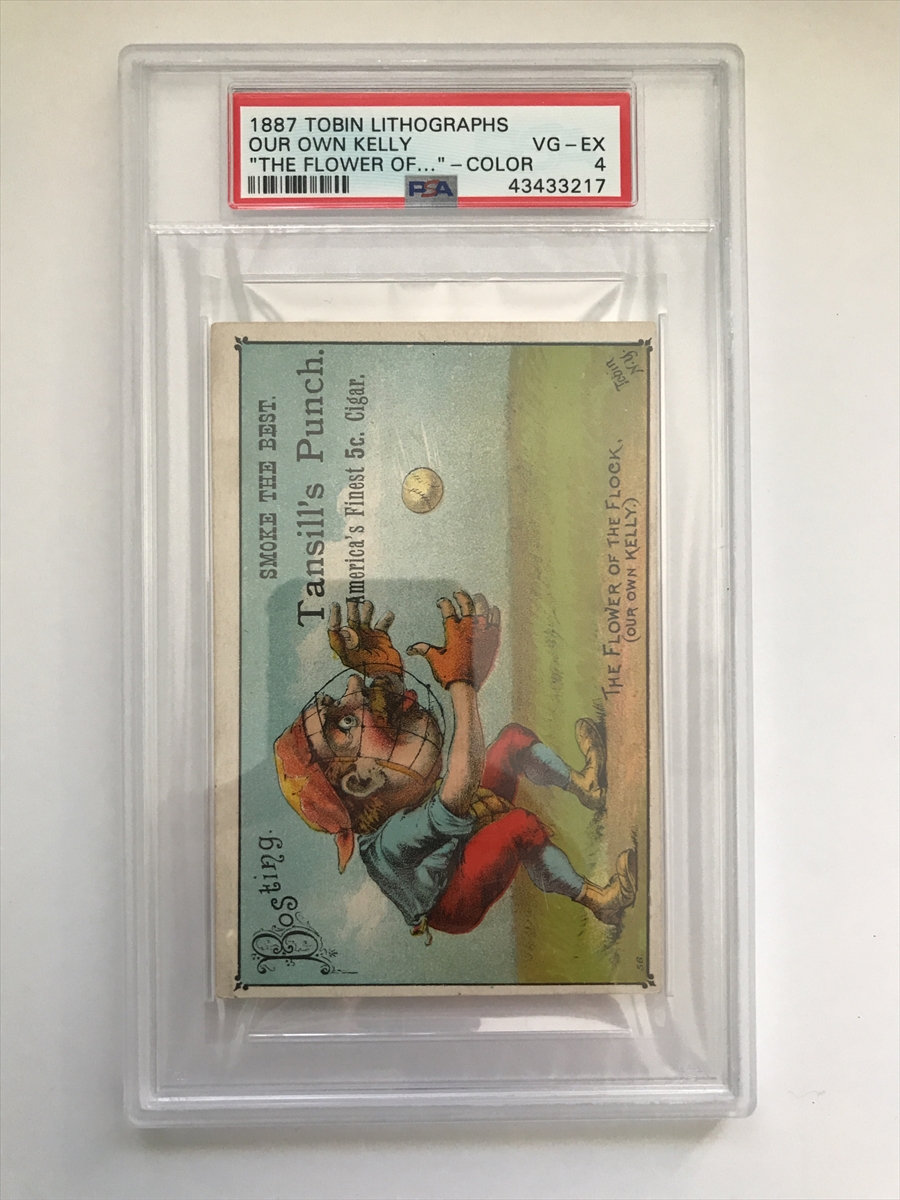 1887 TOBIN LITHOGRAPHS
OUR OWN KELLY VG-EX
"THE FLOWER OF..."-COLOR 4
PSA 43433217
SMOKE THE BEST.
Tansill's Punch.
America's Finest 5c. Cigar.
Bosting.
THE FLOWER OF THE FLOCK,
(OUR OWN KELLY.)
Tobin
N.Y.